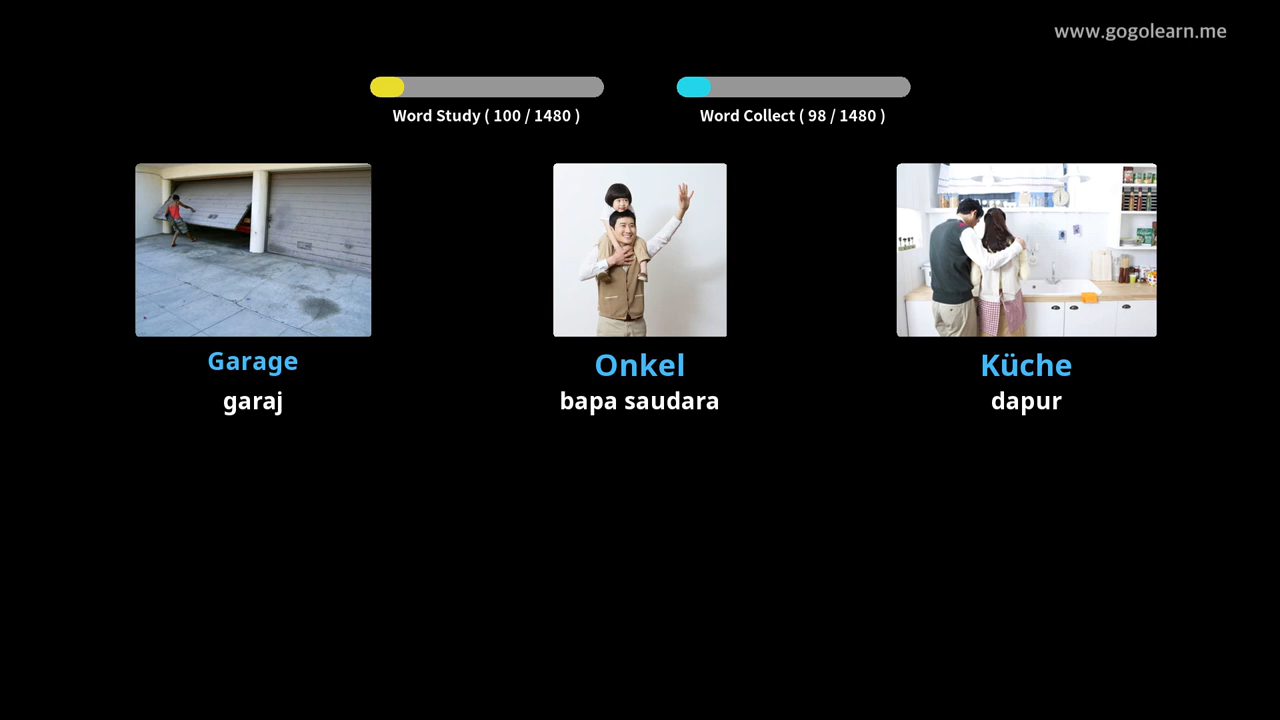 www.gogolearn.me
Word Study ( 100 / 1480 )
Word Collect ( 98 / 1480 )
Garage
Onkel
Küche
garaj
bapa saudara
dapur